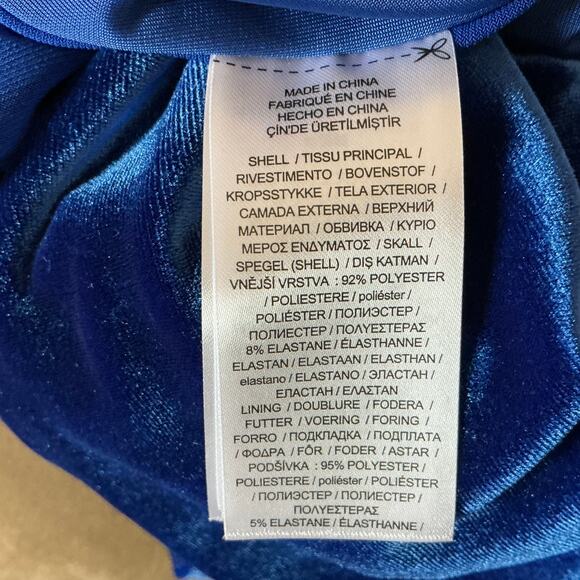 MADE IN CHINA
FABRIQUÉ EN CHINE
HECHO EN CHINA
ÇİN'DE ÜRETİLMİŞTİR
SHELL / TISSU PRINCIPAL /
RIVESTIMENTO / BOVENSTOF /
KROPSSTYKKE / TELA EXTERIOR /
CAMADA EXTERNA / ВЕРХНИЙ
МАТЕРИАЛ / ОБВИВКА / ΚΥΡΙΟ
ΜΕΡΟΣ ΕΝΔΥΜΑΤΟΣ / SKALL /
SPEGEL (SHELL) / DIŞ KATMAN /
VNĚJŠÍ VRSTVA : 92% POLYESTER
/ POLIESTERE / poliéster /
POLIÉSTER / ПОЛИЭСТЕР /
ПОЛИЕСТЕР / ΠΟΛΥΕΣΤΕΡΑΣ
8% ELASTANE / ÉLASTHANNE /
ELASTAN / ELASTAAN / ELASTHAN /
elastano / ELASTANO / ЭЛАСТАН /
ЕЛАСТАН / ΕΛΑΣΤΑΝ
LINING / DOUBLURE / FODERA /
FUTTER / VOERING / FORING /
FORRO / ПОДКЛАДКА / ПОДПЛАТА
/ ΦΟΔΡΑ / FÔR / FODER / ASTAR /
PODŠÍVKA : 95% POLYESTER /
POLIESTERE / poliéster / POLIÉSTER
/ ПОЛИЭСТЕР / ПОЛИЕСТЕР /
ΠΟΛΥΕΣΤΕΡΑΣ
5% ELASTANE / ÉLASTHANNE /